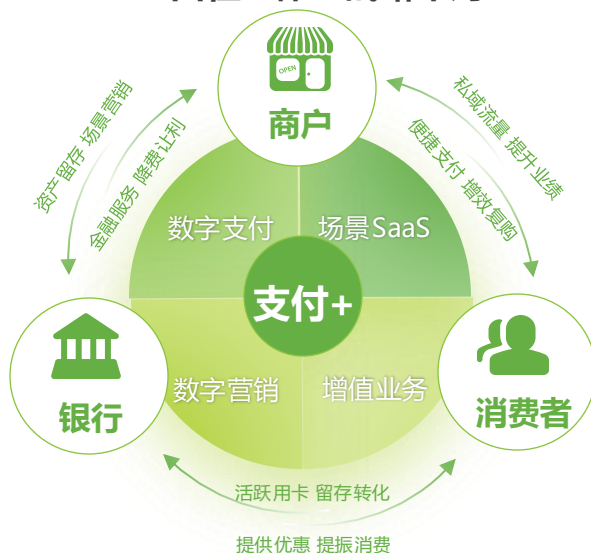 OPEN
商户
资产留存 场景营销
金融服务 降费让利
私域流量 提升业绩
便捷支付 增效复购
数字支付
场景SaaS
支付+
数字营销
增值业务
银行
消费者
活跃用卡 留存转化
提供优惠 提振消费